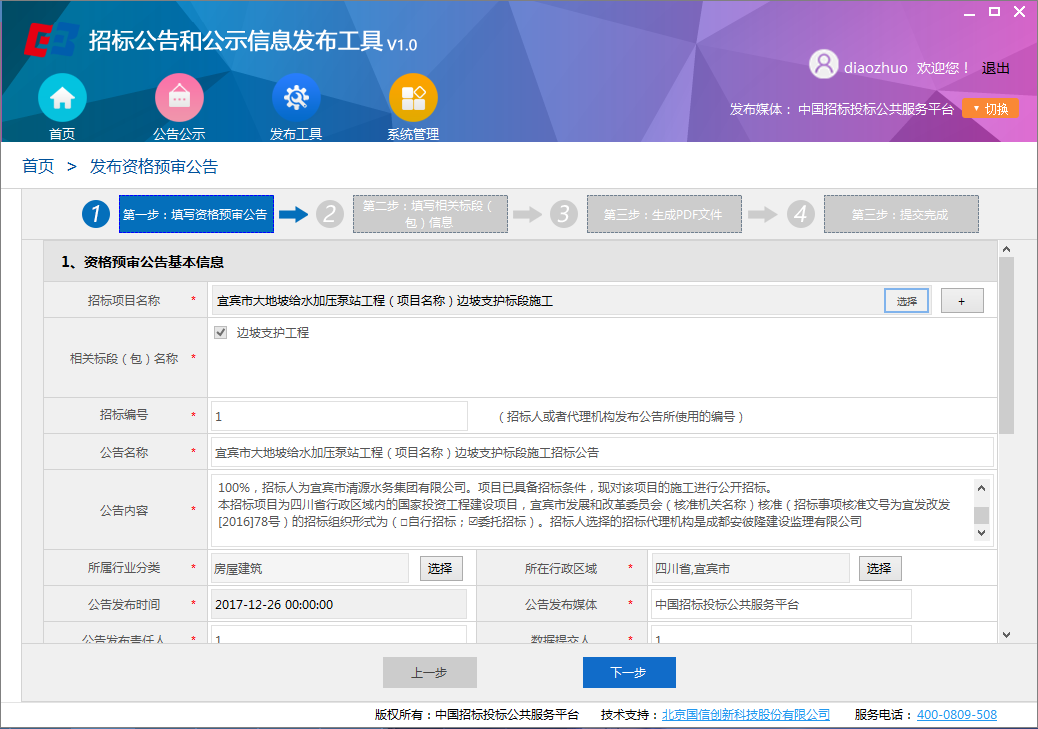 招标公告和公示信息发布工具 V1.0
diaozhuo 欢迎您！ 退出
首页 公告公示 发布工具 系统管理
发布媒体： 中国招标投标公共服务平台 切换
首页 > 发布资格预审公告
1 第一步：填写资格预审公告 2 第二步：填写相关标段（包）信息 3 第三步：生成PDF文件 4 第三步：提交完成
1、资格预审公告基本信息
招标项目名称 * 宜宾市大地坡给水加压泵站工程（项目名称）边坡支护标段施工 选择 +
边坡支护工程
相关标段（包）名称 *
招标编号 * 1 （招标人或者代理机构发布公告所使用的编号）
公告名称 * 宜宾市大地坡给水加压泵站工程（项目名称）边坡支护标段施工招标公告
100%，招标人为宜宾市清源水务集团有限公司。项目已具备招标条件，现对该项目的施工进行公开招标。
本招标项目为四川省行政区域内的国家投资工程建设项目，宜宾市发展和改革委员会（核准机关名称）核准（招标事项核准文号为宜发改发
公告内容 *
[2016]78号）的招标组织形式为（□自行招标；☑委托招标）。招标人选择的招标代理机构是成都安彼隆建设监理有限公司
所属行业分类 * 房屋建筑 选择 所在行政区域 * 四川省,宜宾市 选择
公告发布时间 * 2017-12-26 00:00:00 公告发布媒体 * 中国招标投标公共服务平台
公告发布责任人 * 1 数据提交人 * 1
上一步 下一步
版权所有：中国招标投标公共服务平台 技术支持：北京国信创新科技股份有限公司 服务电话：400-0809-508